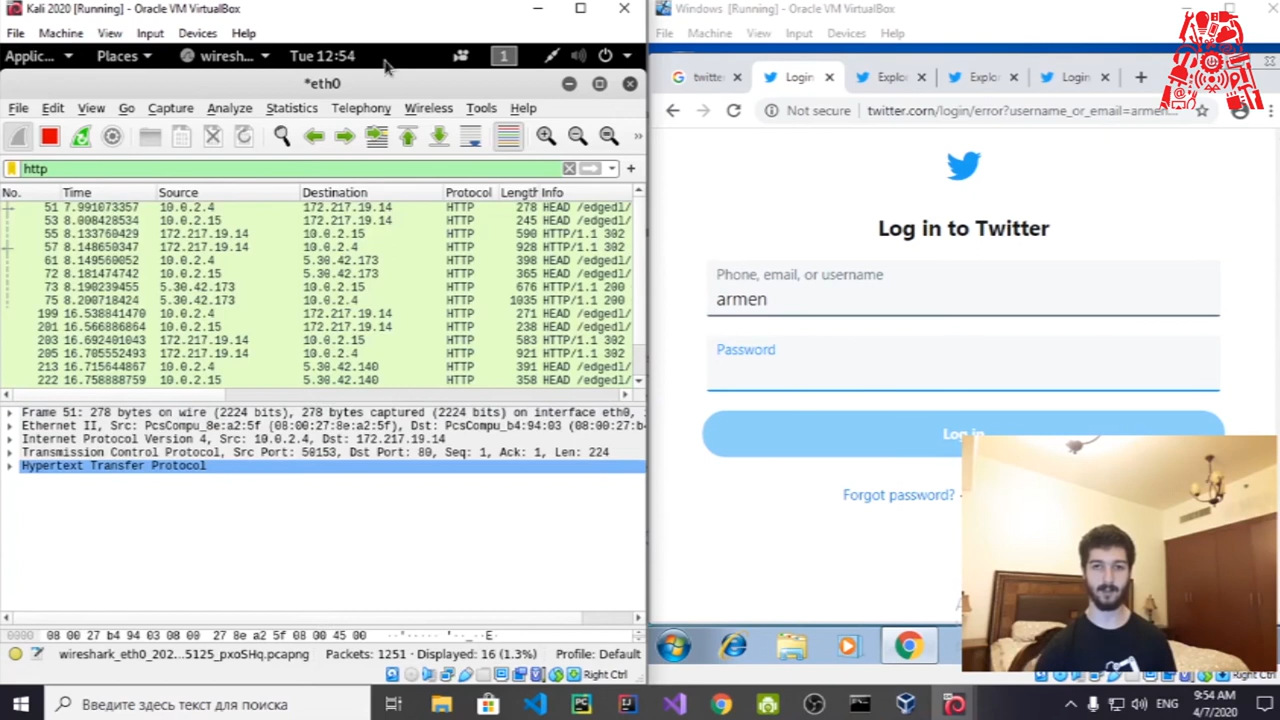 Kali 2020 [Running] - Oracle VM VirtualBox
File Machine View Input Devices Help
Applic... Places wiresh... Tue 12:54 1
*eth0
File Edit View Go Capture Analyze Statistics Telephony Wireless Tools Help
http
No. Time Source Destination Protocol Length Info
51 7.991073357 10.0.2.4 172.217.19.14 HTTP 278 HEAD /edgedl/
53 8.008428534 10.0.2.15 172.217.19.14 HTTP 245 HEAD /edgedl/
55 8.133760429 172.217.19.14 10.0.2.15 HTTP 590 HTTP/1.1 302
57 8.148650347 172.217.19.14 10.0.2.4 HTTP 928 HTTP/1.1 302
61 8.149560052 10.0.2.4 5.30.42.173 HTTP 398 HEAD /edgedl/
72 8.181474742 10.0.2.15 5.30.42.173 HTTP 365 HEAD /edgedl/
73 8.190239455 5.30.42.173 10.0.2.15 HTTP 676 HTTP/1.1 200
75 8.200718424 5.30.42.173 10.0.2.4 HTTP 1035 HTTP/1.1 200
199 16.538841470 10.0.2.4 172.217.19.14 HTTP 271 HEAD /edgedl/
201 16.566886864 10.0.2.15 172.217.19.14 HTTP 238 HEAD /edgedl/
203 16.692401043 172.217.19.14 10.0.2.15 HTTP 583 HTTP/1.1 302
205 16.705552493 172.217.19.14 10.0.2.4 HTTP 921 HTTP/1.1 302
213 16.715644867 10.0.2.4 5.30.42.140 HTTP 391 HEAD /edgedl/
222 16.758888759 10.0.2.15 5.30.42.140 HTTP 358 HEAD /edgedl/
Frame 51: 278 bytes on wire (2224 bits), 278 bytes captured (2224 bits) on interface eth0,
Ethernet II, Src: PcsCompu_8e:a2:5f (08:00:27:8e:a2:5f), Dst: PcsCompu_b4:94:03 (08:00:27:b4
Internet Protocol Version 4, Src: 10.0.2.4, Dst: 172.217.19.14
Transmission Control Protocol, Src Port: 50153, Dst Port: 80, Seq: 1, Ack: 1, Len: 224
Hypertext Transfer Protocol
0000 08 00 27 b4 94 03 08 00 27 8e a2 5f 08 00 45 00 ..'..... '.._..E.
wireshark_eth0_202...5125_pxoSHq.pcapng Packets: 1251 · Displayed: 16 (1.3%) Profile: Default
Right Ctrl
Windows [Running] - Oracle VM VirtualBox
File Machine View Input Devices Help
twitte Login Explo Explor Login
Not secure twitter.corn/login/error?username_or_email=armen...
Log in to Twitter
Phone, email, or username
armen
Password
Log in
Forgot password? ·
Right Ctrl
Введите здесь текст для поиска
ENG
9:54 AM
4/7/2020